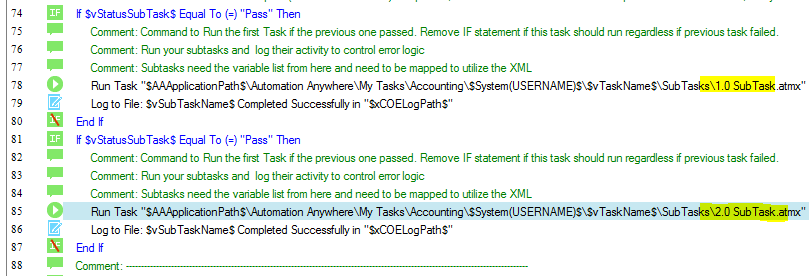 74 IF If $vStatusSubTask$ Equal To (=) "Pass" Then
75 Comment: Command to Run the first Task if the previous one passed. Remove IF statement if this task should run regardless if previous task failed.
76 Comment: Run your subtasks and  log their activity to control error logic
77 Comment: Subtasks need the variable list from here and need to be mapped to utilize the XML
78 Run Task "$AAApplicationPath$\Automation Anywhere\My Tasks\Accounting\$System(USERNAME)$\$vTaskName$\SubTasks\1.0 SubTask.atmx"
79 Log to File: $vSubTaskName$ Completed Successfully in "$xCOELogPath$"
80 IF End If
81 IF If $vStatusSubTask$ Equal To (=) "Pass" Then
82 Comment: Command to Run the first Task if the previous one passed. Remove IF statement if this task should run regardless if previous task failed.
83 Comment: Run your subtasks and  log their activity to control error logic
84 Comment: Subtasks need the variable list from here and need to be mapped to utilize the XML
85 Run Task "$AAApplicationPath$\Automation Anywhere\My Tasks\Accounting\$System(USERNAME)$\$vTaskName$\SubTasks\2.0 SubTask.atmx"
86 Log to File: $vSubTaskName$ Completed Successfully in "$xCOELogPath$"
87 IF End If
88 Comment: ----------------------------------------------------------------------------------------------------------------------------------